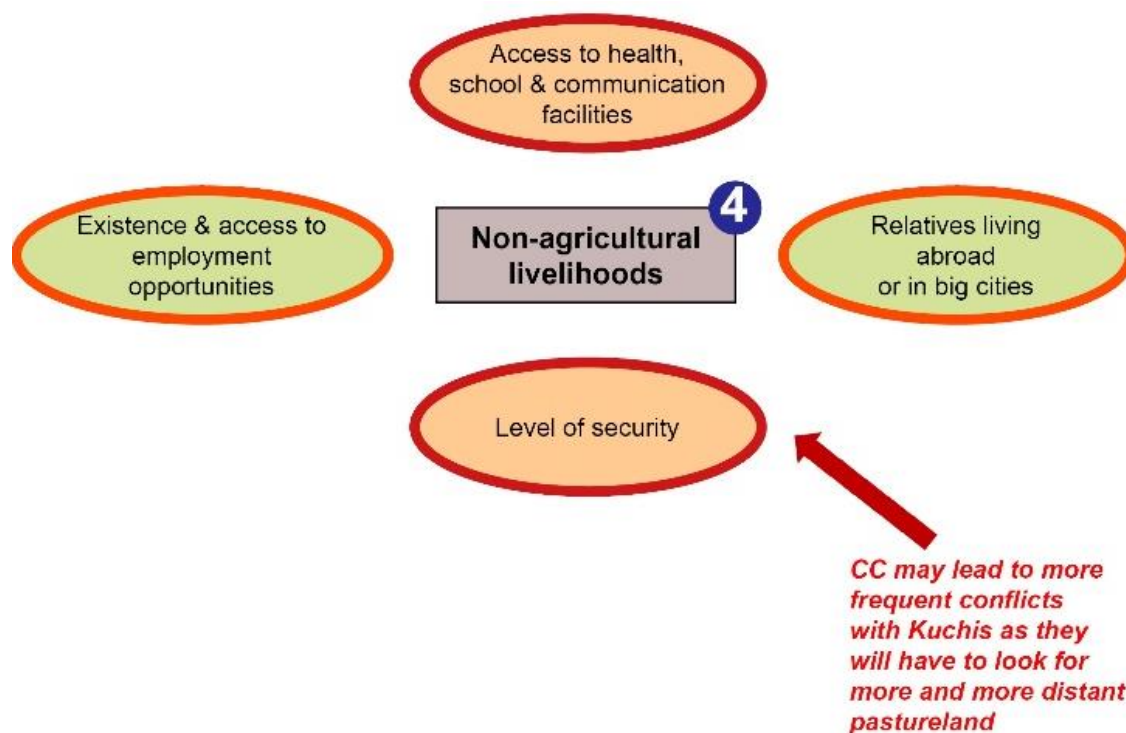 Access to health,
school & communication
facilities
4
Existence & access to
employment
opportunities
Non-agricultural
livelihoods
Relatives living
abroad
or in big cities
Level of security
CC may lead to more
frequent conflicts
with Kuchis as they
will have to look for
more and more distant
pastureland